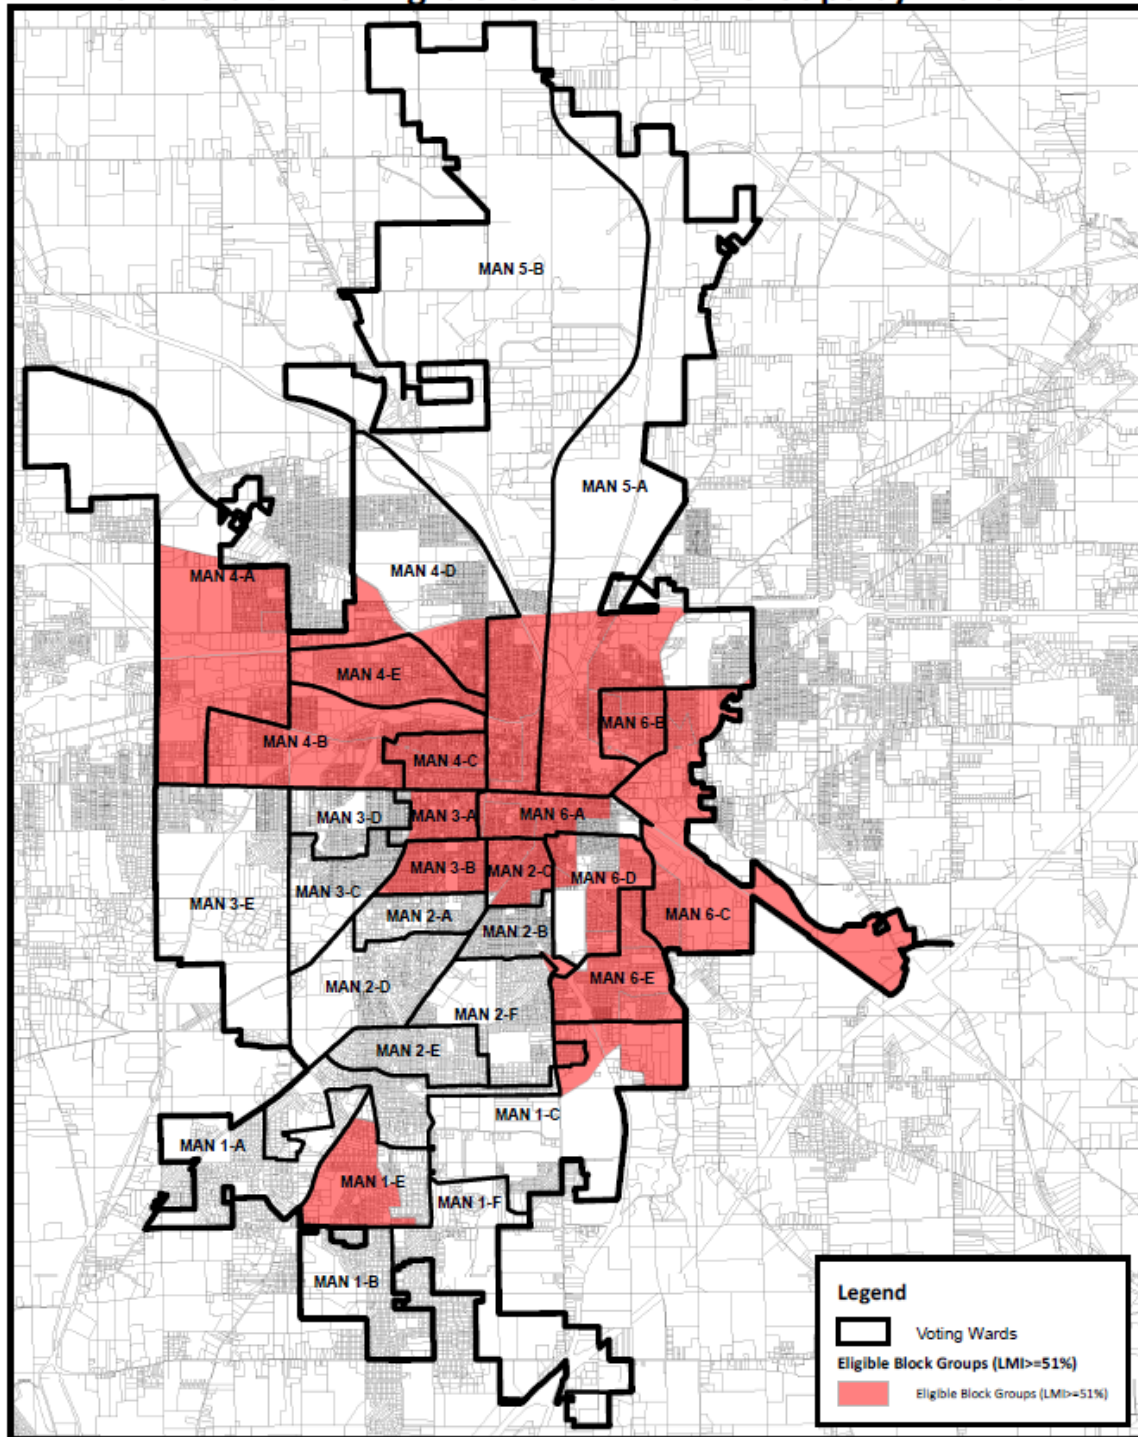 MAN 5-B
MAN 5-A
MAN 4-D
MAN 4-A
MAN 4-E
MAN 6-B
MAN 4-B
MAN 4-C
MAN 3-D
MAN 3-A
MAN 6-A
MAN 3-B
MAN 2-C
MAN 6-D
MAN 3-C
MAN 3-E
MAN 2-A
MAN 6-C
MAN 2-B
MAN 6-E
MAN 2-D
MAN 2-F
MAN 2-E
MAN 1-C
MAN 1-A
MAN 1-E
MAN 1-F
MAN 1-B
Legend
Voting Wards
Eligible Block Groups (LMI>=51%)
Eligible Block Groups (LMI>=51%)